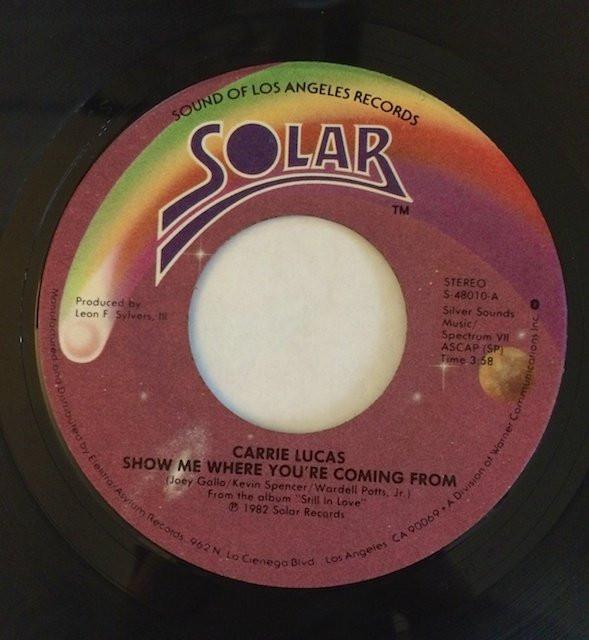 SOUND OF LOS ANGELES RECORDS
SOLAR
TM
Produced by
Leon F. Sylvers, III
STEREO
S-48010-A
Silver Sounds
Music/
Spectrum VII
ASCAP (SP)
Time 3:58
CARRIE LUCAS
SHOW ME WHERE YOU'RE COMING FROM
(Joey Gallo/Kevin Spencer/Wardell Potts, Jr.)
From the album "Still In Love"
℗ 1982 Solar Records
Manufactured and Distributed by Elektra/Asylum Records, 962 N. La Cienega Blvd., Los Angeles, CA 90069 • A Division of Warner Communications Inc.